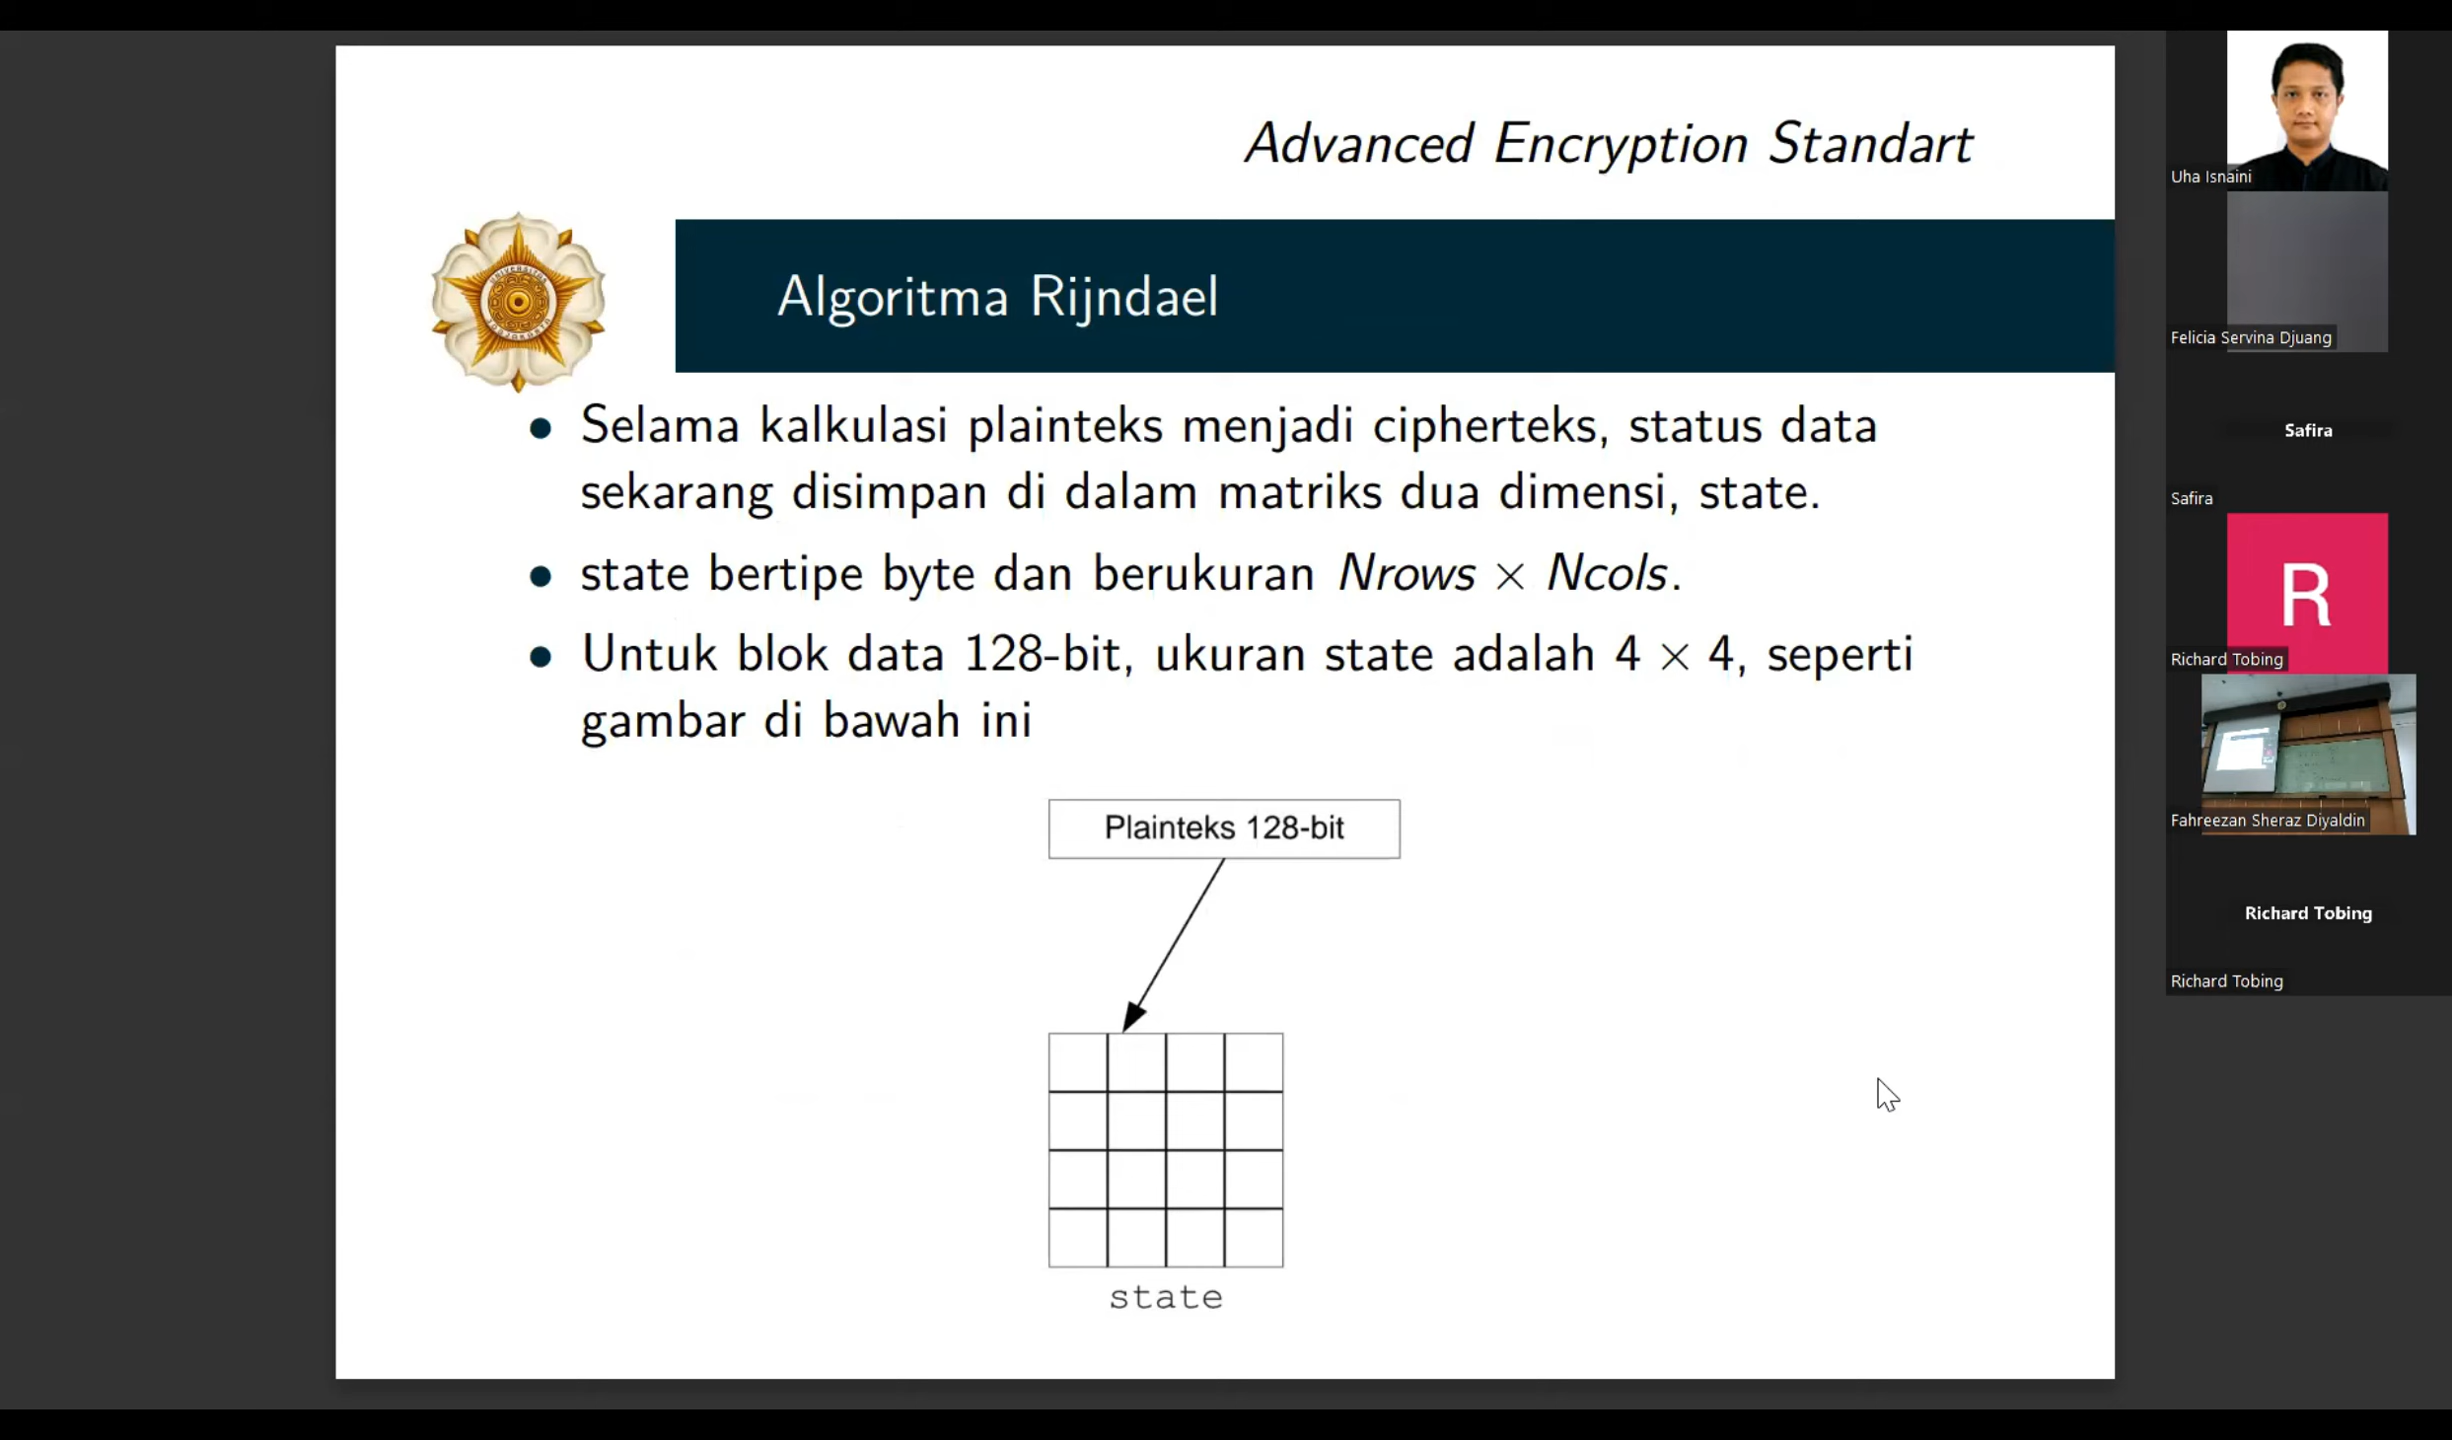 Advanced Encryption Standart
Algoritma Rijndael
• Selama kalkulasi plainteks menjadi cipherteks, status data
sekarang disimpan di dalam matriks dua dimensi, state.
• state bertipe byte dan berukuran Nrows × Ncols.
• Untuk blok data 128-bit, ukuran state adalah 4 × 4, seperti
gambar di bawah ini
Plainteks 128-bit
state
Uha Isnaini
Felicia Servina Djuang
Safira
Safira
R
Richard Tobing
Fahreezan Sheraz Diyaldin
Richard Tobing
Richard Tobing